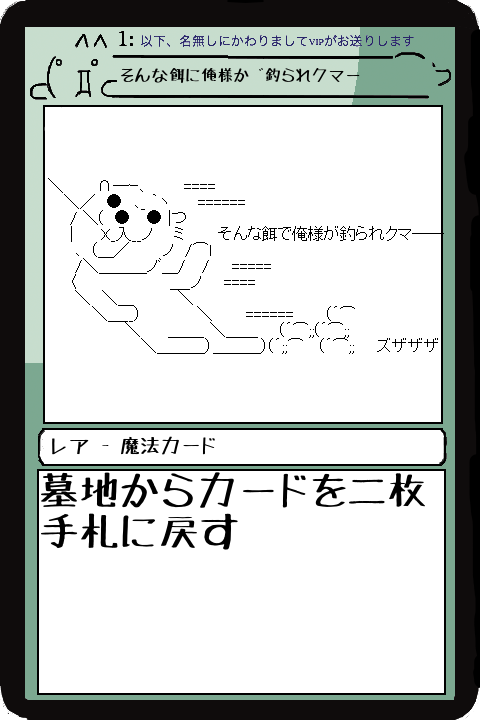 1: 以下、名無しにかわりましてVIPがお送りします
そんな餌に俺様が釣られクマー
そんな餌で俺様が釣られクマ――
ズザザザ
レア - 魔法カード
墓地からカードを二枚
手札に戻す